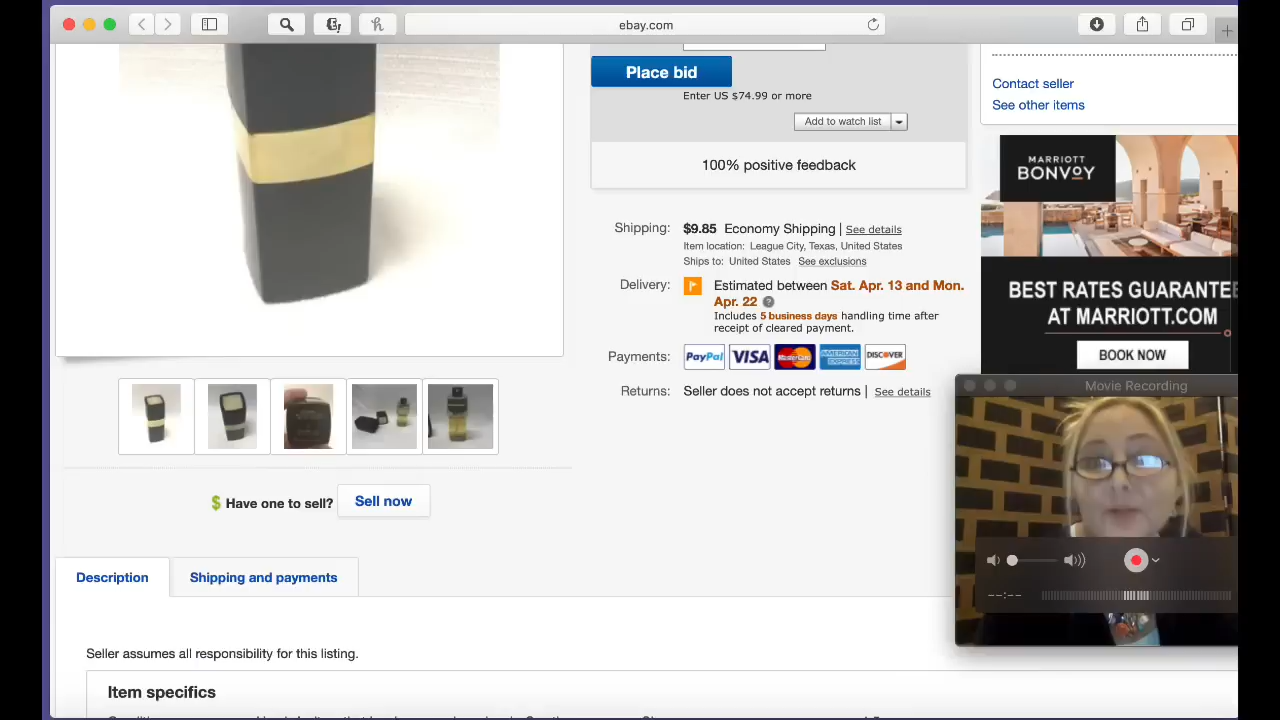 ebay.com
Place bid
Enter US $74.99 or more
Add to watch list
100% positive feedback
Shipping: $9.85 Economy Shipping | See details
Item location: League City, Texas, United States
Ships to: United States See exclusions
Delivery: Estimated between Sat. Apr. 13 and Mon.
Apr. 22 ?
Includes 5 business days handling time after
receipt of cleared payment.
Payments: PayPal VISA MasterCard AMERICAN EXPRESS DISCOVER
Returns: Seller does not accept returns | See details
Contact seller
See other items
MARRIOTT
BONVOY
BEST RATES GUARANTE
AT MARRIOTT.COM
BOOK NOW
Movie Recording
--:--
$ Have one to sell? Sell now
Description
Shipping and payments
Seller assumes all responsibility for this listing.
Item specifics